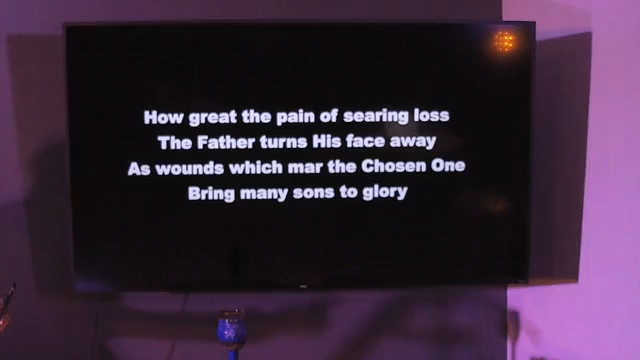 How great the pain of searing loss
The Father turns His face away
As wounds which mar the Chosen One
Bring many sons to glory